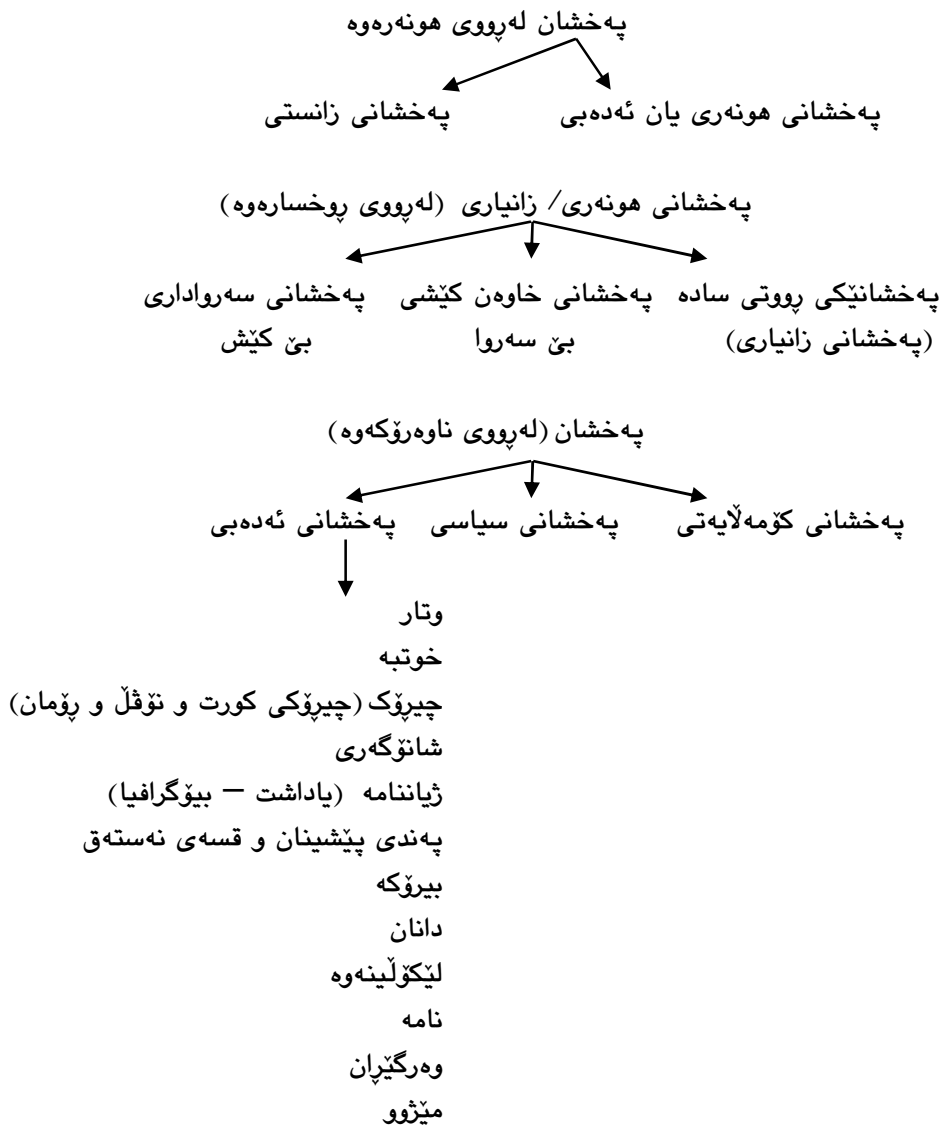 پەخشان لەڕووی هونەرەوە
پەخشانی هونەری یان ئەدەبی پەخشانی زانستی
پەخشانی هونەری/ زانیاری (لەڕووی ڕوخسارەوە)
پەخشانێکی ڕووتی سادە پەخشانی خاوەن کێشی پەخشانی سەرواداری
(پەخشانی زانیاری) بێ سەروا بێ کێش
پەخشان (لەڕووی ناوەرۆکەوە)
پەخشانی کۆمەڵایەتی پەخشانی سیاسی پەخشانی ئەدەبی
وتار
خوتبە
چیرۆک (چیرۆکی کورت و نۆڤڵ و ڕۆمان)
شانۆگەری
ژیاننامە (یاداشت – بیۆگرافیا)
پەندی پێشینان و قسەی نەستەق
بیرۆکە
دانان
لێکۆڵینەوە
نامە
وەرگێڕان
مێژوو